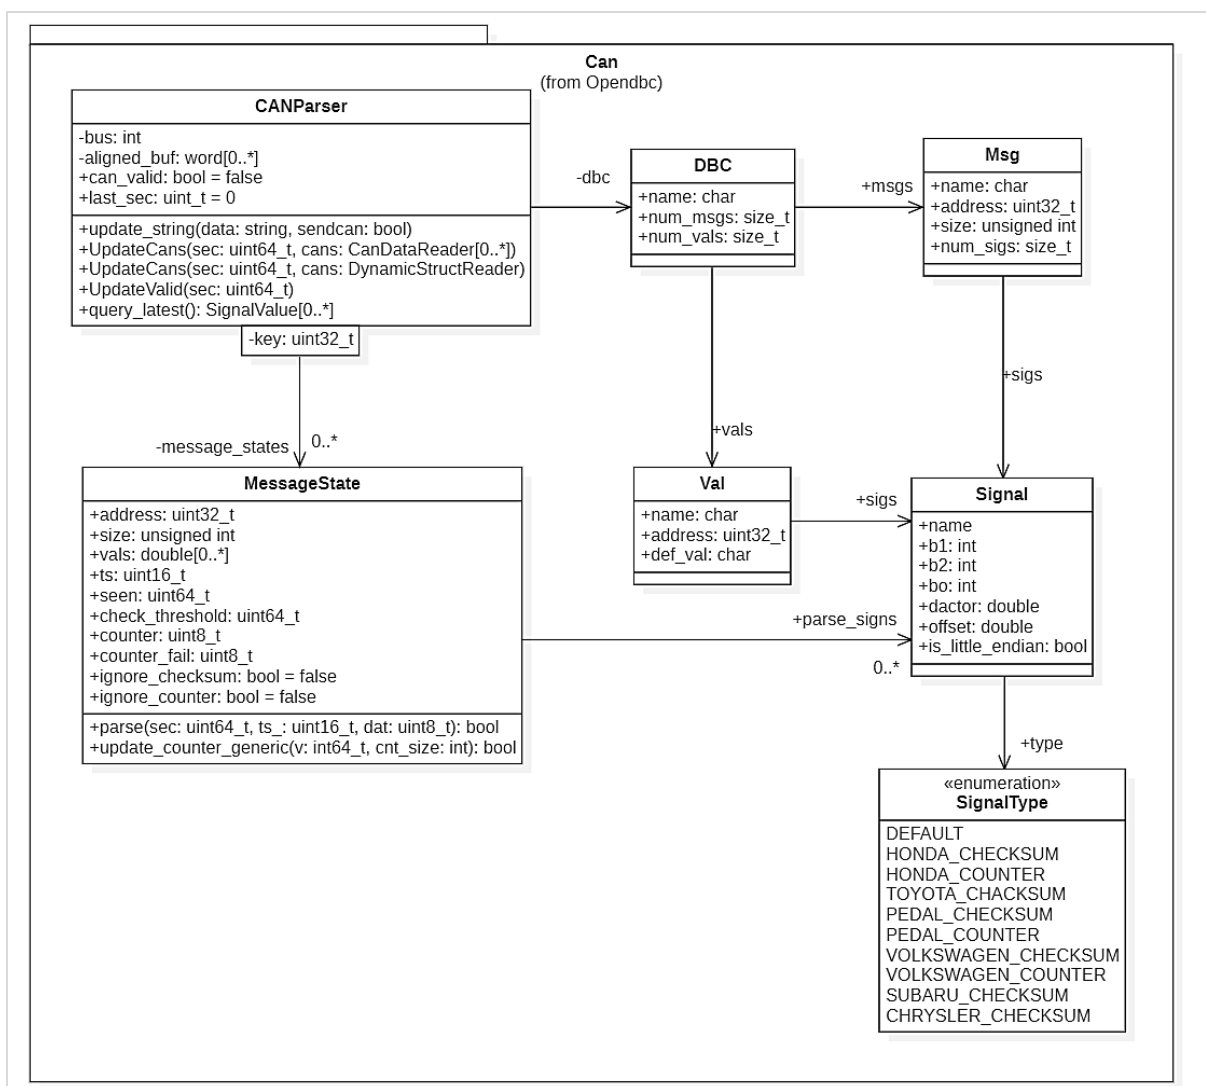 Can
(from Opendbc)
CANParser
-bus: int
-aligned_buf: word[0..*]
+can_valid: bool = false
+last_sec: uint_t = 0
+update_string(data: string, sendcan: bool)
+UpdateCans(sec: uint64_t, cans: CanDataReader[0..*])
+UpdateCans(sec: uint64_t, cans: DynamicStructReader)
+UpdateValid(sec: uint64_t)
+query_latest(): SignalValue[0..*]
-key: uint32_t
-dbc
DBC
+name: char
+num_msgs: size_t
+num_vals: size_t
+msgs
Msg
+name: char
+address: uint32_t
+size: unsigned int
+num_sigs: size_t
+sigs
+vals
-message_states
0..*
MessageState
+address: uint32_t
+size: unsigned int
+vals: double[0..*]
+ts: uint16_t
+seen: uint64_t
+check_threshold: uint64_t
+counter: uint8_t
+counter_fail: uint8_t
+ignore_checksum: bool = false
+ignore_counter: bool = false
+parse(sec: uint64_t, ts_: uint16_t, dat: uint8_t): bool
+update_counter_generic(v: int64_t, cnt_size: int): bool
Val
+name: char
+address: uint32_t
+def_val: char
+sigs
+parse_signs
0..*
Signal
+name
+b1: int
+b2: int
+bo: int
+dactor: double
+offset: double
+is_little_endian: bool
+type
«enumeration»
SignalType
DEFAULT
HONDA_CHECKSUM
HONDA_COUNTER
TOYOTA_CHACKSUM
PEDAL_CHECKSUM
PEDAL_COUNTER
VOLKSWAGEN_CHECKSUM
VOLKSWAGEN_COUNTER
SUBARU_CHECKSUM
CHRYSLER_CHECKSUM